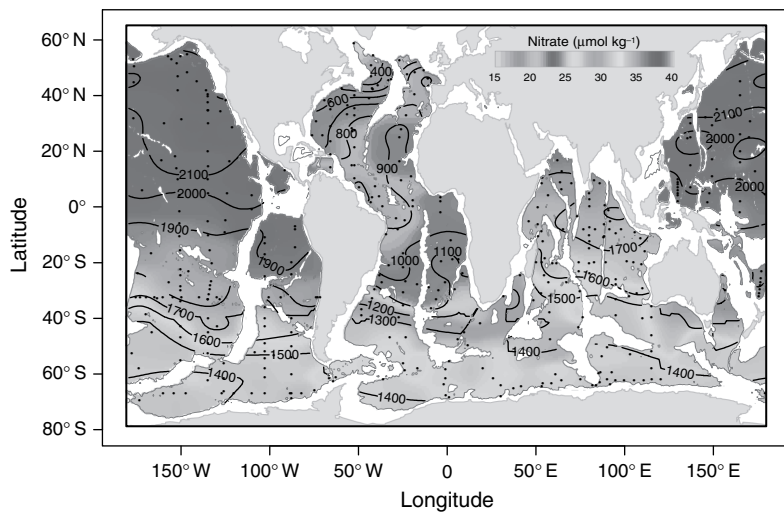 Nitrate (μmol kg⁻¹)
15 20 25 30 35 40
60° N
40° N
20° N
0°
20° S
40° S
60° S
80° S
Latitude
400
600
800
900
2100
2000
1900
1900
1000
1100
1200
1300
1700
1600
1500
1400
1400
1400
1700
1600
1500
1400
2100
2000
2000
150° W 100° W 50° W 0 50° E 100° E 150° E
Longitude